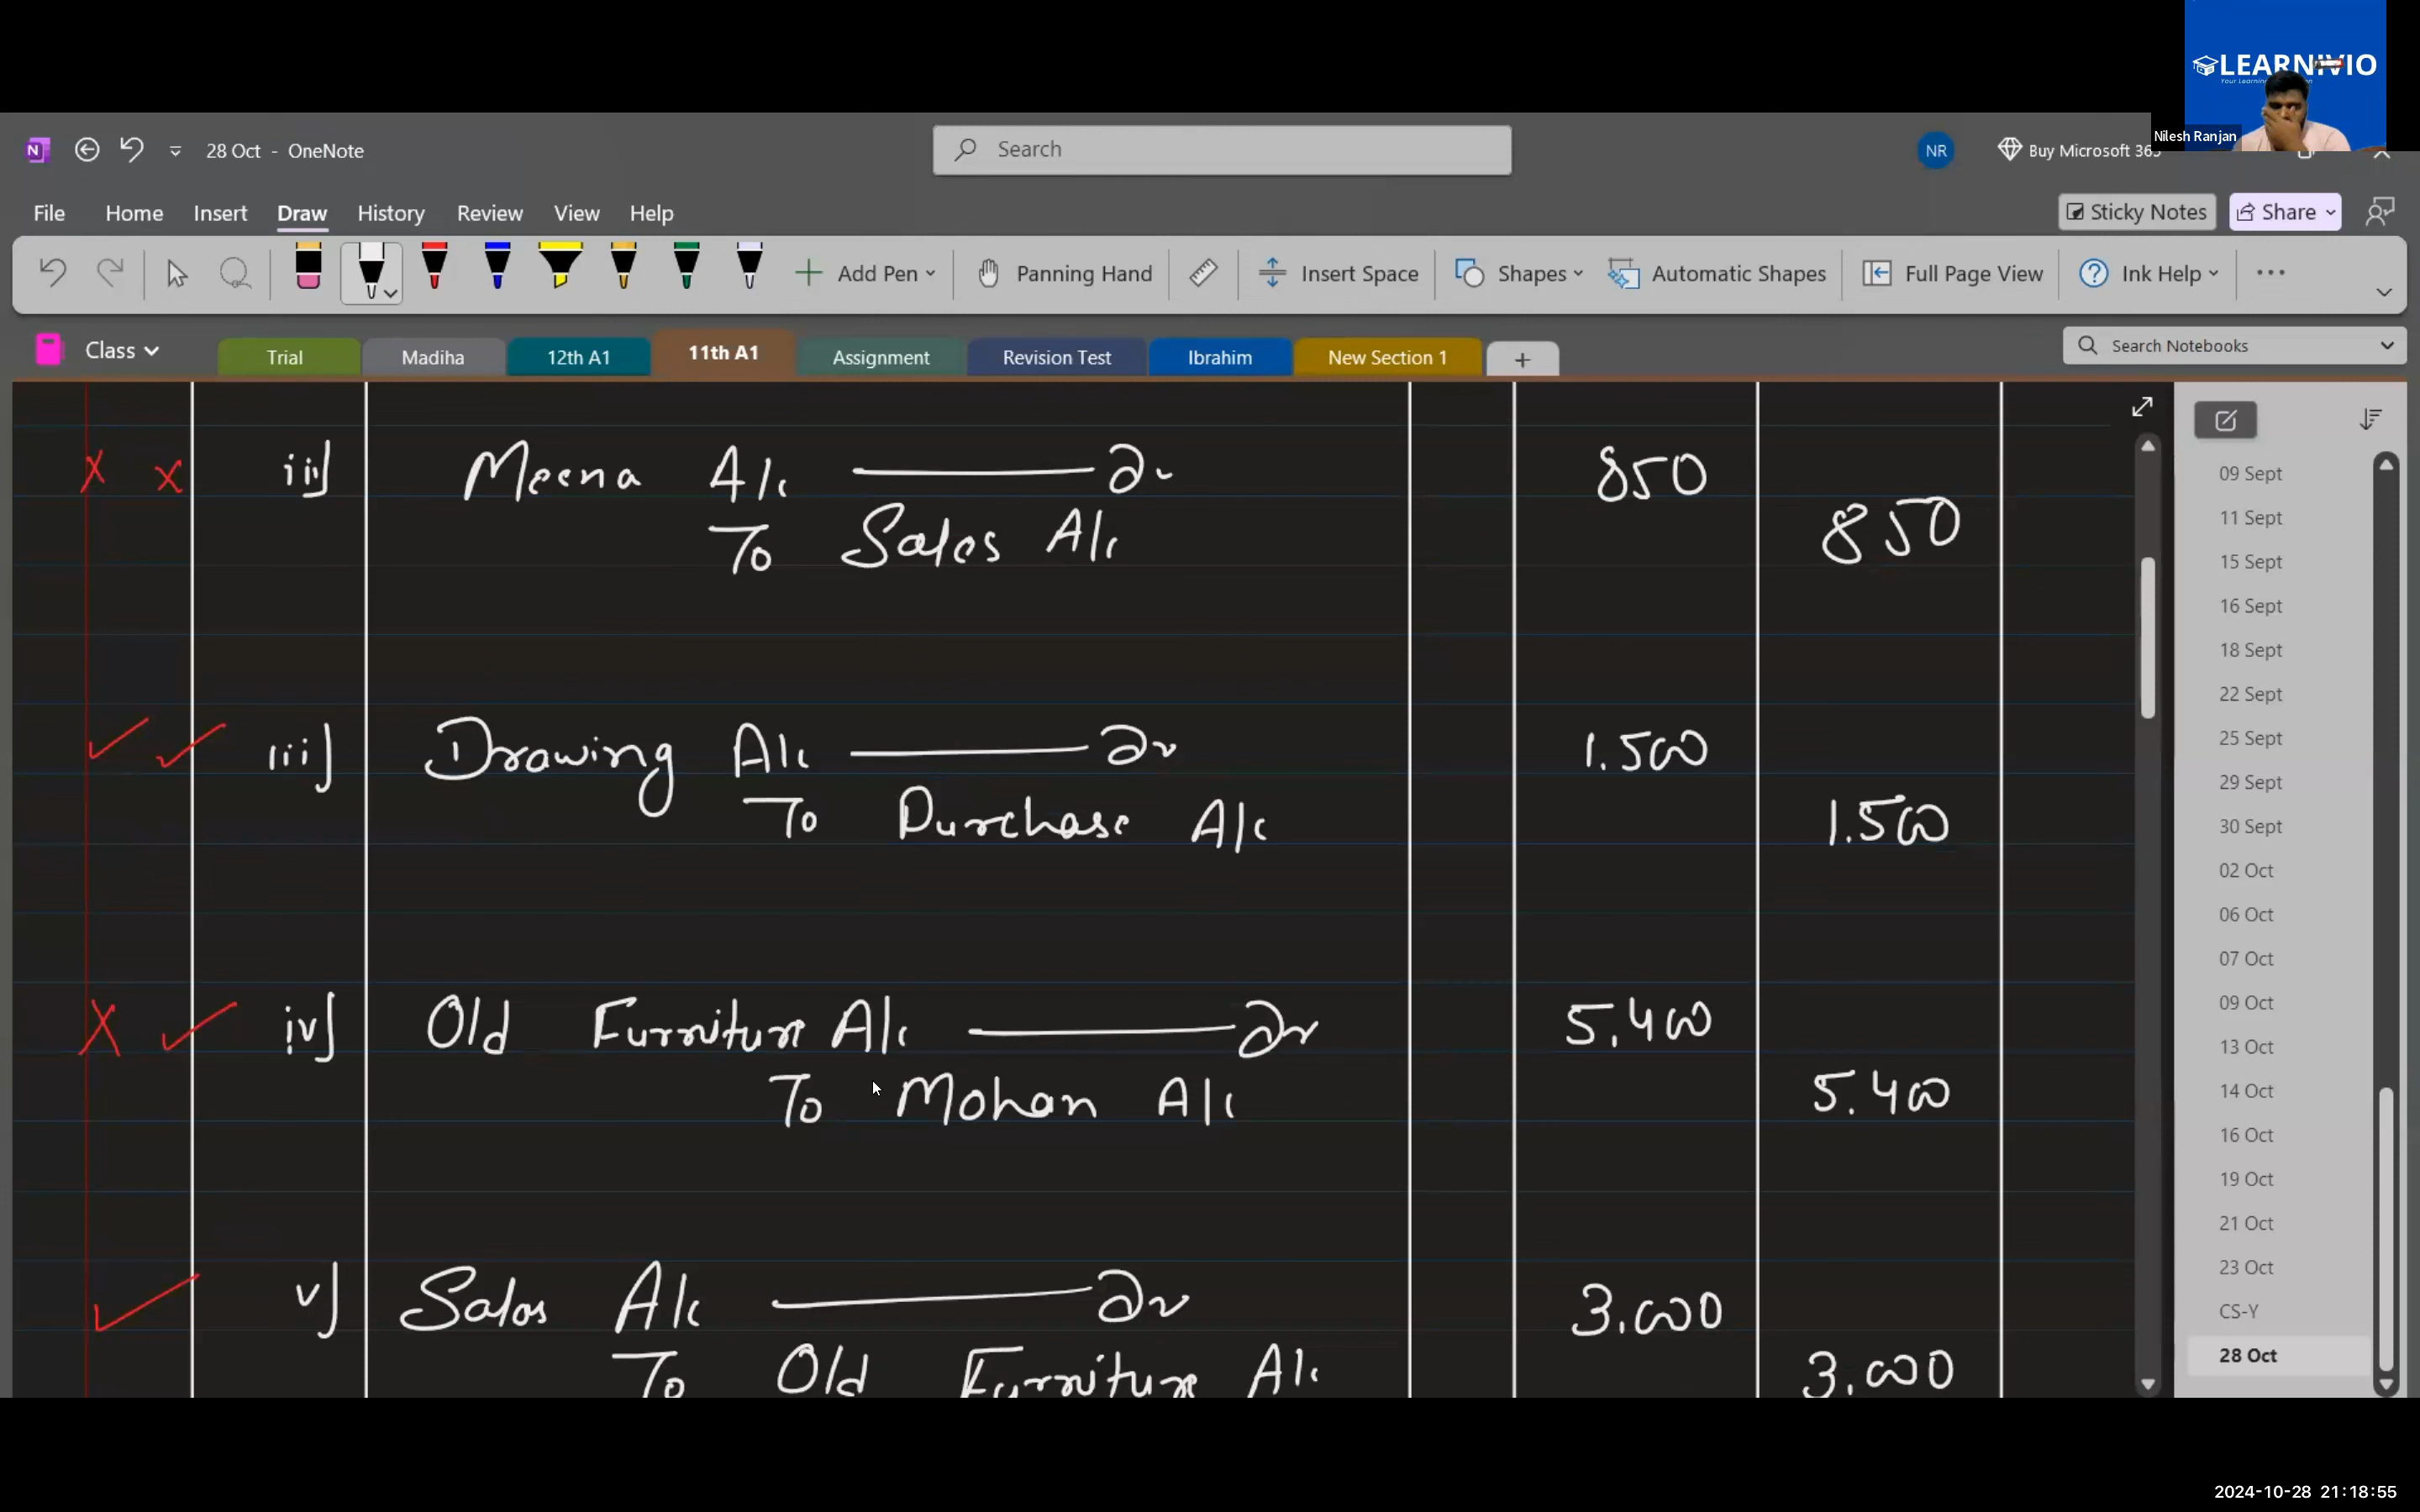 LEARNIVIO
Nilesh Ranjan
28 Oct - OneNote
Search
NR
Buy Microsoft 365
File Home Insert Draw History Review View Help
Sticky Notes
Share
Add Pen
Panning Hand
Insert Space
Shapes
Automatic Shapes
Full Page View
Ink Help
Class
Trial
Madiha
12th A1
11th A1
Assignment
Revision Test
Ibrahim
New Section 1
Search Notebooks
x x ii) Meena A/c Dr 850
To Sales A/c 850
iii) Drawing A/c Dr 1.500
To Purchase A/c 1.500
x iv) Old Furniture A/c Dr 5.400
To Mohan A/c 5.400
v) Sales A/c Dr 3.000
To Old Furniture A/c 3.000
09 Sept
11 Sept
15 Sept
16 Sept
18 Sept
22 Sept
25 Sept
29 Sept
30 Sept
02 Oct
06 Oct
07 Oct
09 Oct
13 Oct
14 Oct
16 Oct
19 Oct
21 Oct
23 Oct
CS-Y
28 Oct
2024-10-28 21:18:55